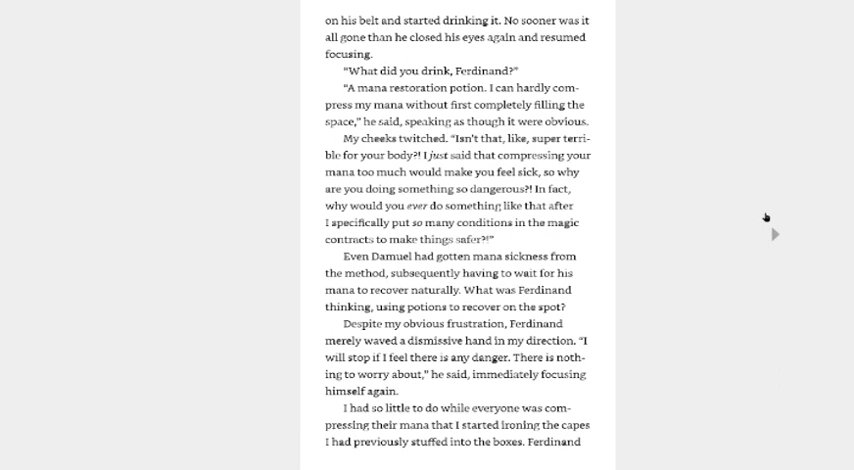 on his belt and started drinking it. No sooner was it
all gone than he closed his eyes again and resumed
focusing.
“What did you drink, Ferdinand?”
“A mana restoration potion. I can hardly com-
press my mana without first completely filling the
space,” he said, speaking as though it were obvious.
My cheeks twitched. “Isn’t that, like, super terri-
ble for your body?! I just said that compressing your
mana too much would make you feel sick, so why
are you doing something so dangerous?! In fact,
why would you ever do something like that after
I specifically put so many conditions in the magic
contracts to make things safer?!”
Even Damuel had gotten mana sickness from
the method, subsequently having to wait for his
mana to recover naturally. What was Ferdinand
thinking, using potions to recover on the spot?
Despite my obvious frustration, Ferdinand
merely waved a dismissive hand in my direction. “I
will stop if I feel there is any danger. There is noth-
ing to worry about,” he said, immediately focusing
himself again.
I had so little to do while everyone was com-
pressing their mana that I started ironing the capes
I had previously stuffed into the boxes. Ferdinand